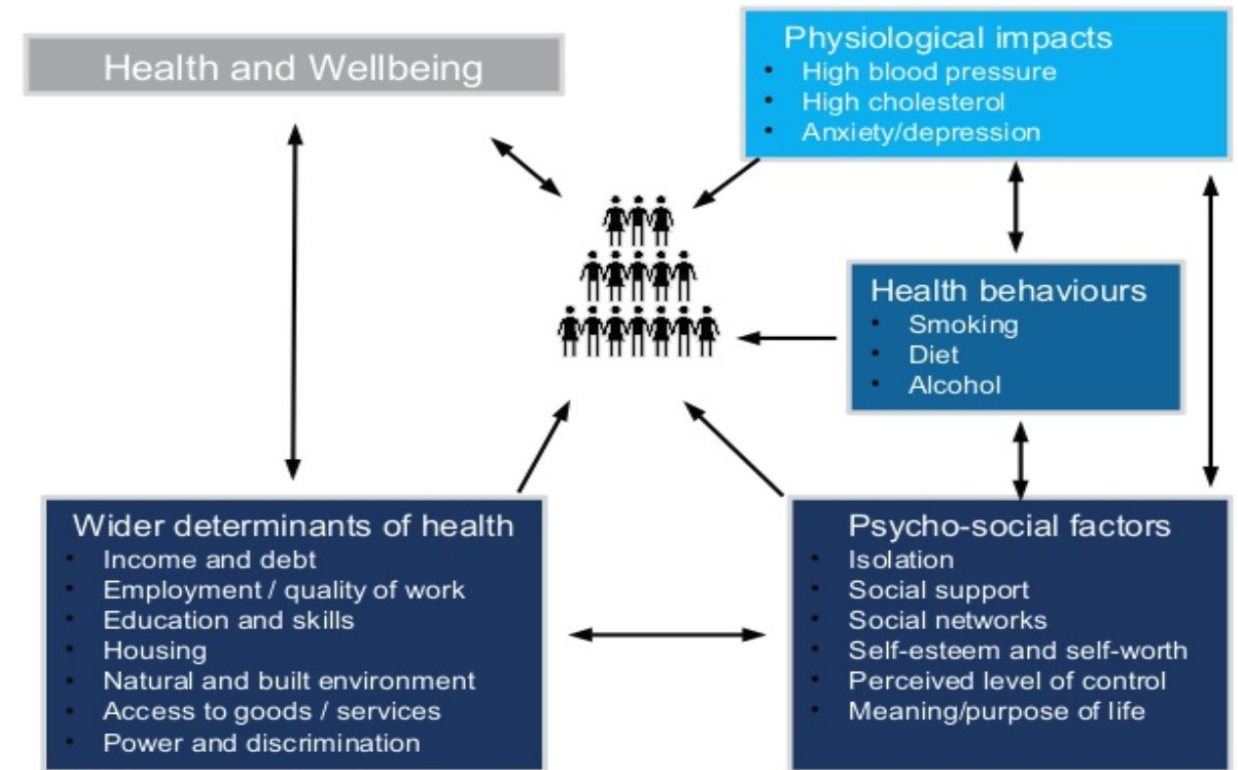 Health and Wellbeing
Physiological impacts
• High blood pressure
• High cholesterol
• Anxiety/depression
Health behaviours
• Smoking
• Diet
• Alcohol
Wider determinants of health
• Income and debt
• Employment / quality of work
• Education and skills
• Housing
• Natural and built environment
• Access to goods / services
• Power and discrimination
Psycho-social factors
• Isolation
• Social support
• Social networks
• Self-esteem and self-worth
• Perceived level of control
• Meaning/purpose of life